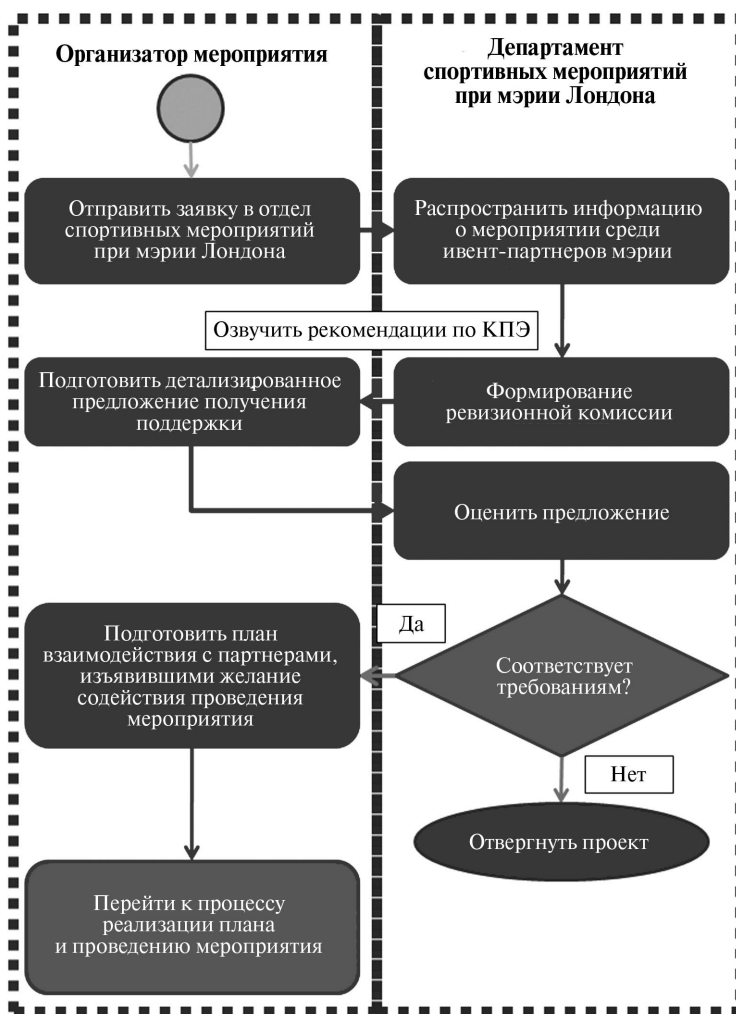 Организатор мероприятия
Департамент
спортивных мероприятий
при мэрии Лондона
Отправить заявку в отдел
спортивных мероприятий
при мэрии Лондона
Распространить информацию
о мероприятии среди
ивент-партнеров мэрии
Озвучить рекомендации по КПЭ
Подготовить детализированное
предложение получения
поддержки
Формирование
ревизионной комиссии
Оценить предложение
Да
Подготовить план
взаимодействия с партнерами,
изъявившими желание
содействия проведения
мероприятия
Соответствует
требованиям?
Нет
Отвергнуть проект
Перейти к процессу
реализации плана
и проведению мероприятия